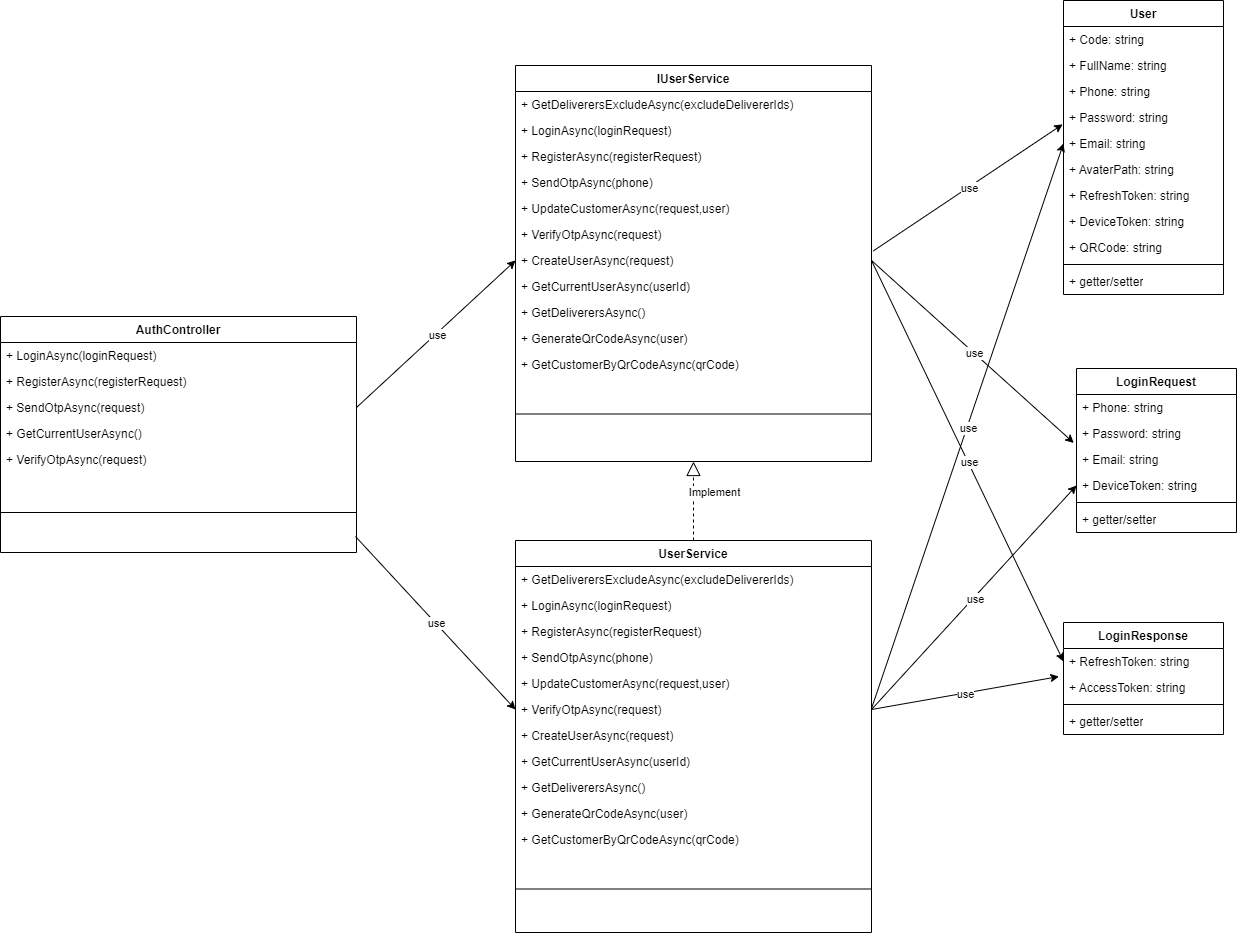 AuthController
+ LoginAsync(loginRequest)
+ RegisterAsync(registerRequest)
+ SendOtpAsync(request)
+ GetCurrentUserAsync()
+ VerifyOtpAsync(request)
use
use
IUserService
+ GetDeliverersExcludeAsync(excludeDelivererIds)
+ LoginAsync(loginRequest)
+ RegisterAsync(registerRequest)
+ SendOtpAsync(phone)
+ UpdateCustomerAsync(request,user)
+ VerifyOtpAsync(request)
+ CreateUserAsync(request)
+ GetCurrentUserAsync(userId)
+ GetDeliverersAsync()
+ GenerateQrCodeAsync(user)
+ GetCustomerByQrCodeAsync(qrCode)
Implement
UserService
+ GetDeliverersExcludeAsync(excludeDelivererIds)
+ LoginAsync(loginRequest)
+ RegisterAsync(registerRequest)
+ SendOtpAsync(phone)
+ UpdateCustomerAsync(request,user)
+ VerifyOtpAsync(request)
+ CreateUserAsync(request)
+ GetCurrentUserAsync(userId)
+ GetDeliverersAsync()
+ GenerateQrCodeAsync(user)
+ GetCustomerByQrCodeAsync(qrCode)
use
use
use
use
use
use
User
+ Code: string
+ FullName: string
+ Phone: string
+ Password: string
+ Email: string
+ AvaterPath: string
+ RefreshToken: string
+ DeviceToken: string
+ QRCode: string
+ getter/setter
LoginRequest
+ Phone: string
+ Password: string
+ Email: string
+ DeviceToken: string
+ getter/setter
LoginResponse
+ RefreshToken: string
+ AccessToken: string
+ getter/setter